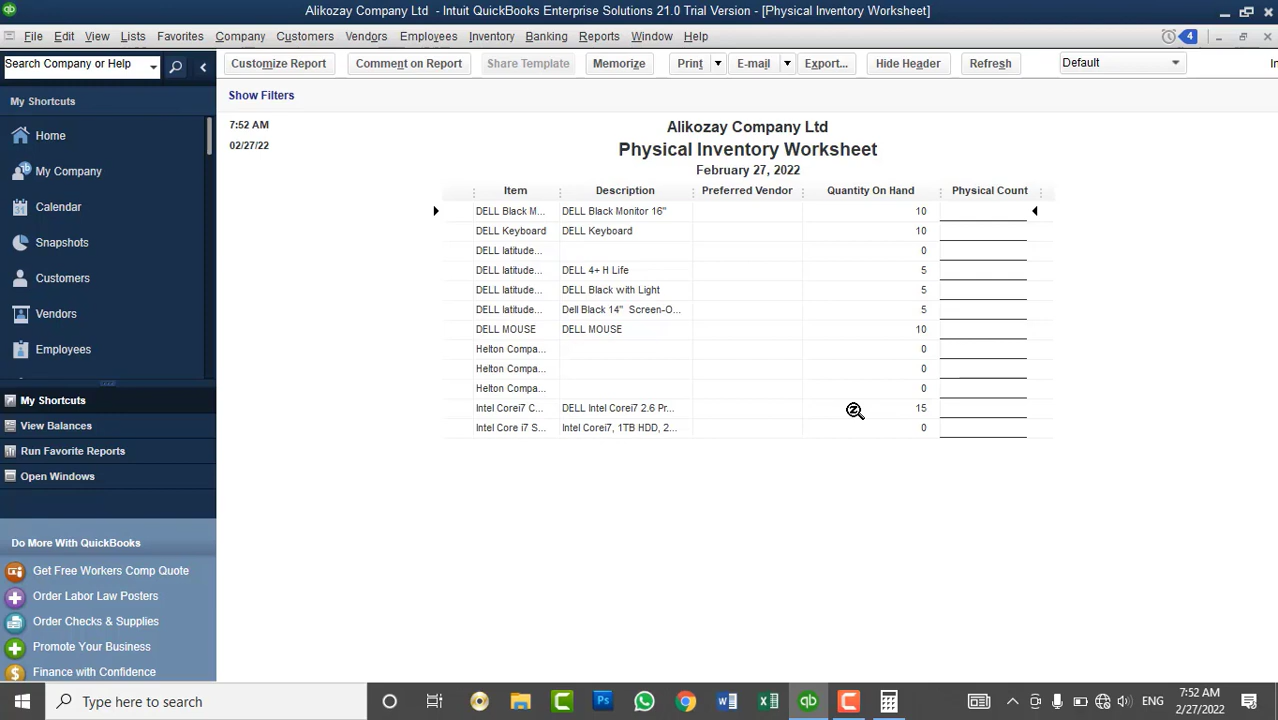 Alikozay Company Ltd - Intuit QuickBooks Enterprise Solutions 21.0 Trial Version - [Physical Inventory Worksheet]
File Edit View Lists Favorites Company Customers Vendors Employees Inventory Banking Reports Window Help 4
Search Company or Help
Customize Report Comment on Report Share Template Memorize Print E-mail Export... Hide Header Refresh Default In
My Shortcuts
Show Filters
Home
My Company
Calendar
Snapshots
Customers
Vendors
Employees
My Shortcuts
View Balances
Run Favorite Reports
Open Windows
Do More With QuickBooks
Get Free Workers Comp Quote
Order Labor Law Posters
Order Checks & Supplies
Promote Your Business
Finance with Confidence
7:52 AM
02/27/22
Alikozay Company Ltd
Physical Inventory Worksheet
February 27, 2022
Item Description Preferred Vendor Quantity On Hand Physical Count
DELL Black M... DELL Black Monitor 16" 10
DELL Keyboard DELL Keyboard 10
DELL latitude... 0
DELL latitude... DELL 4+ H Life 5
DELL latitude... DELL Black with Light 5
DELL latitude... Dell Black 14" Screen-O... 5
DELL MOUSE DELL MOUSE 10
Helton Compa... 0
Helton Compa... 0
Helton Compa... 0
Intel Corei7 C... DELL Intel Corei7 2.6 Pr... 15
Intel Core i7 S... Intel Corei7, 1TB HDD, 2... 0
Type here to search
ENG
7:52 AM
2/27/2022